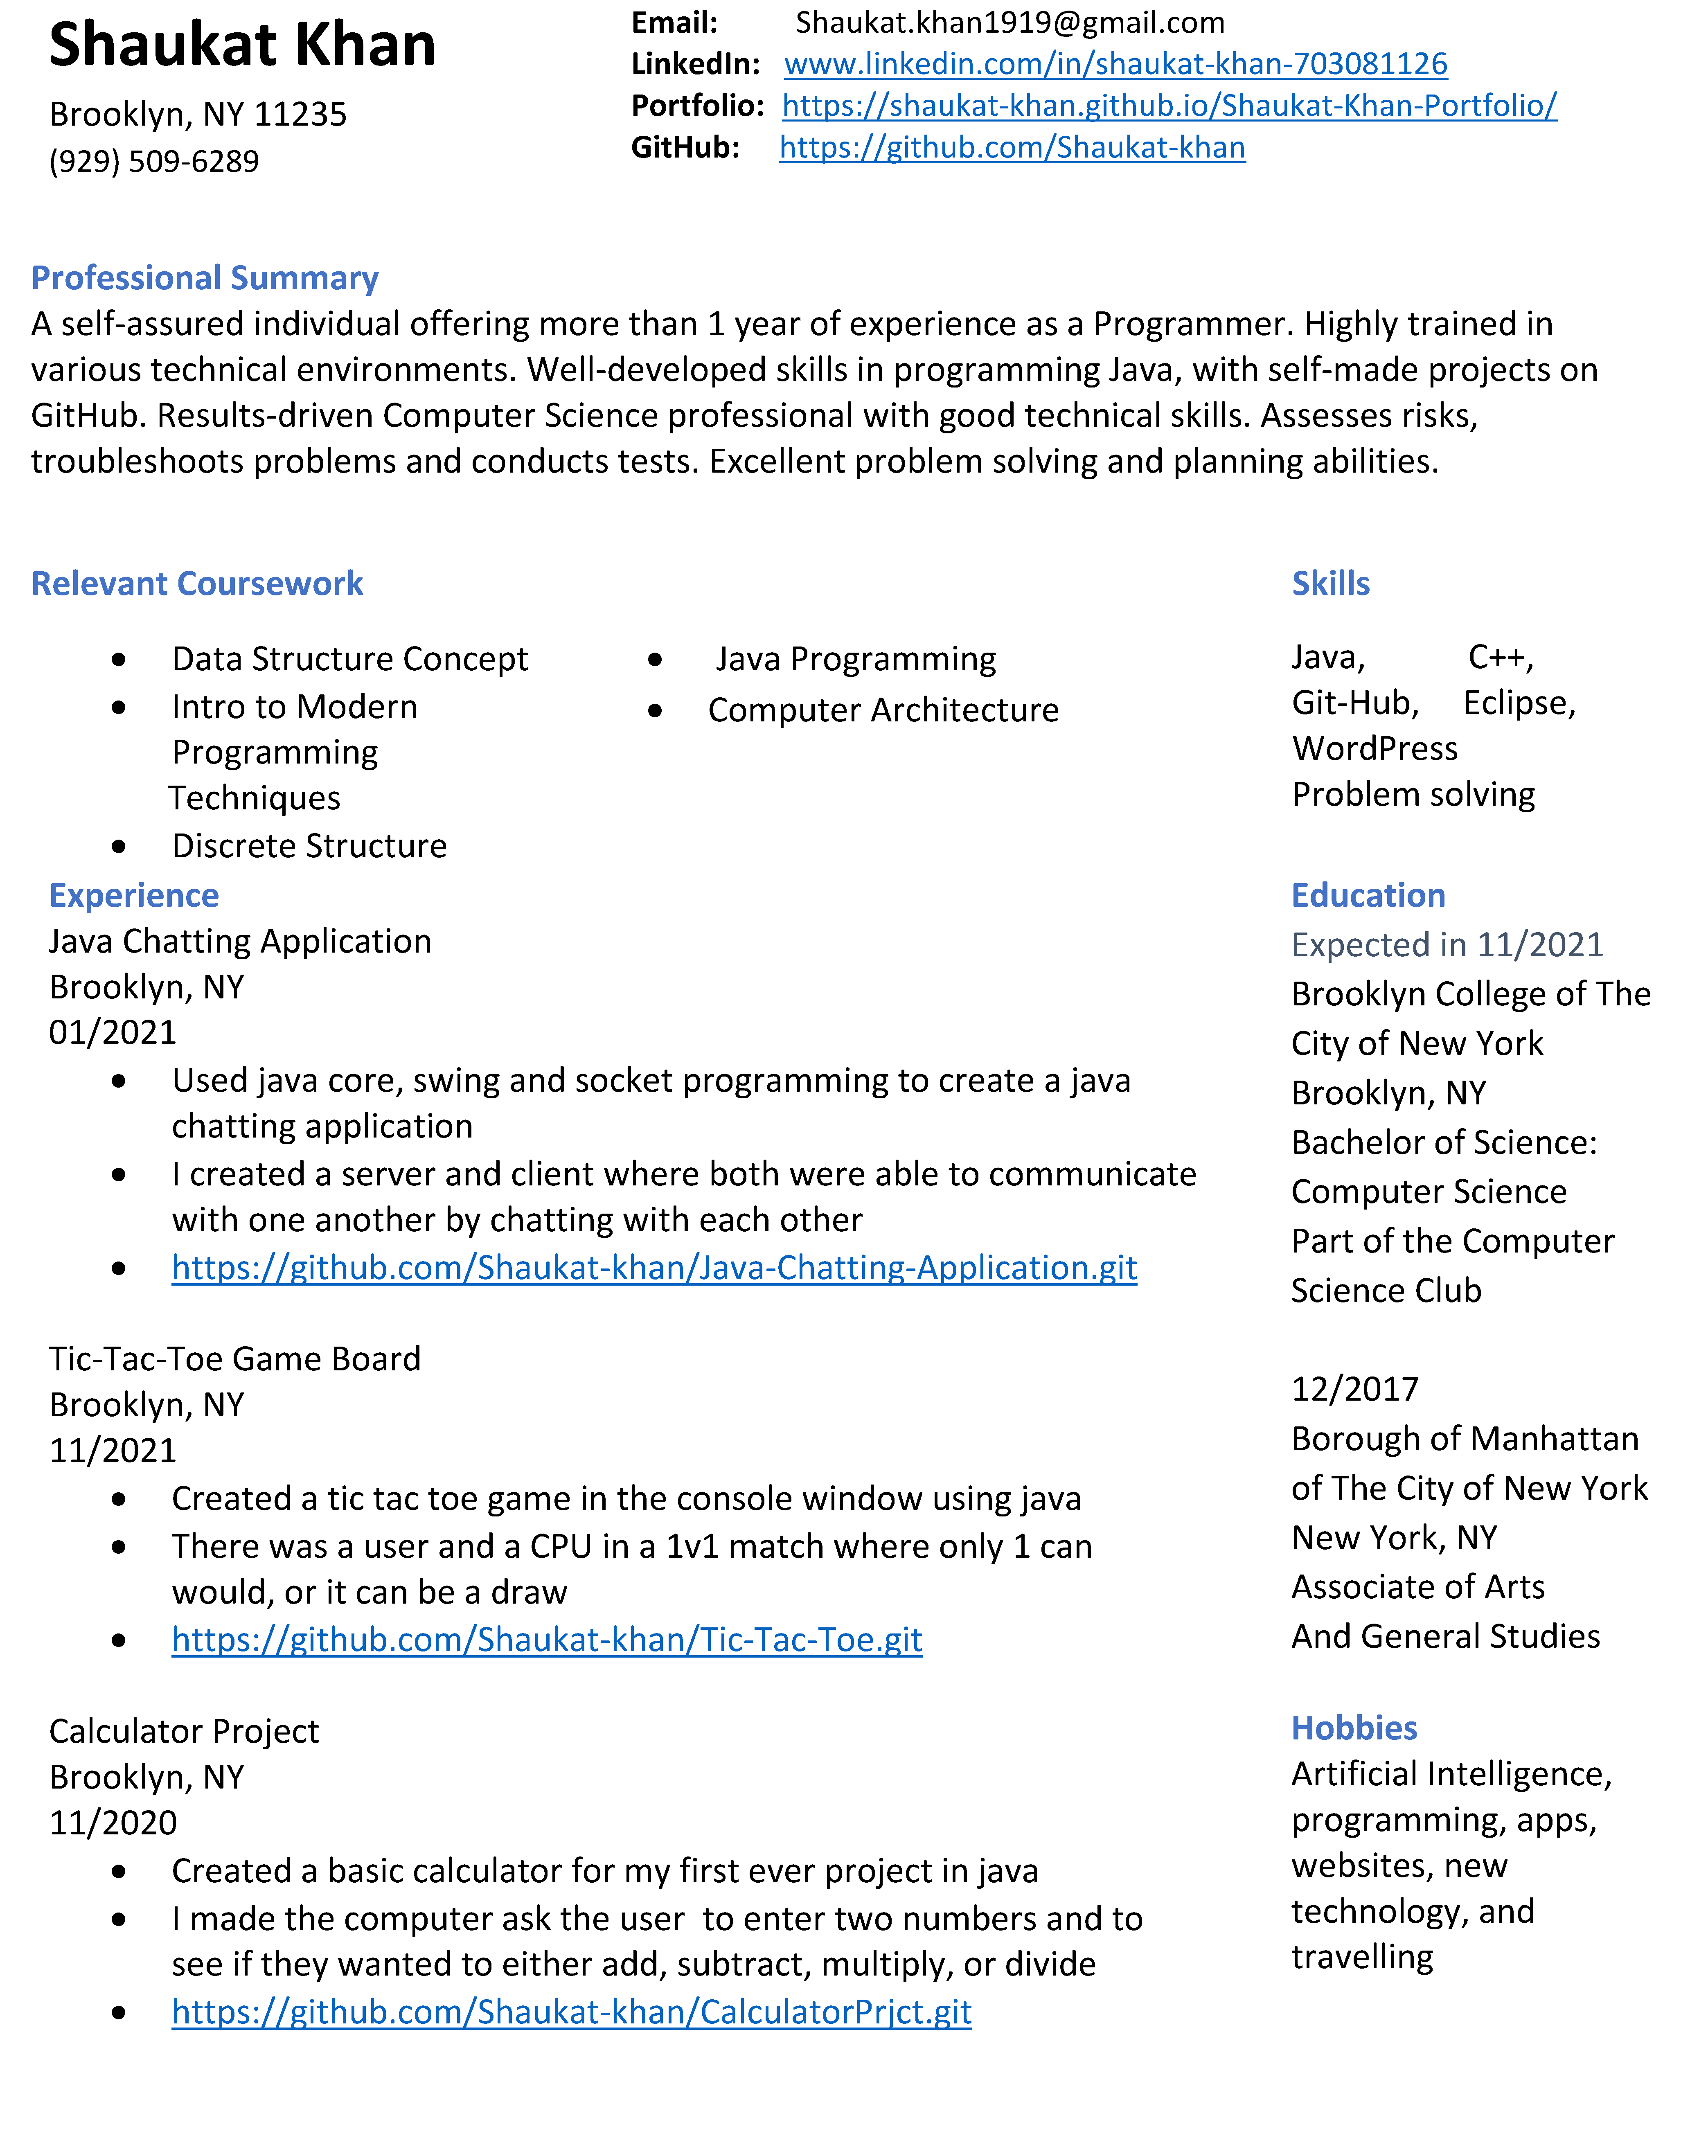 Shaukat Khan
Brooklyn, NY 11235
(929) 509-6289
Email: Shaukat.khan1919@gmail.com
LinkedIn: www.linkedin.com/in/shaukat-khan-703081126
Portfolio: https://shaukat-khan.github.io/Shaukat-Khan-Portfolio/
GitHub: https://github.com/Shaukat-khan
Professional Summary
A self-assured individual offering more than 1 year of experience as a Programmer. Highly trained in
various technical environments. Well-developed skills in programming Java, with self-made projects on
GitHub. Results-driven Computer Science professional with good technical skills. Assesses risks,
troubleshoots problems and conducts tests. Excellent problem solving and planning abilities.
Relevant Coursework
• Data Structure Concept
• Intro to Modern
Programming
Techniques
• Discrete Structure
• Java Programming
• Computer Architecture
Skills
Java, C++,
Git-Hub, Eclipse,
WordPress
Problem solving
Experience
Java Chatting Application
Brooklyn, NY
01/2021
• Used java core, swing and socket programming to create a java
chatting application
• I created a server and client where both were able to communicate
with one another by chatting with each other
• https://github.com/Shaukat-khan/Java-Chatting-Application.git
Tic-Tac-Toe Game Board
Brooklyn, NY
11/2021
• Created a tic tac toe game in the console window using java
• There was a user and a CPU in a 1v1 match where only 1 can
would, or it can be a draw
• https://github.com/Shaukat-khan/Tic-Tac-Toe.git
Calculator Project
Brooklyn, NY
11/2020
• Created a basic calculator for my first ever project in java
• I made the computer ask the user  to enter two numbers and to
see if they wanted to either add, subtract, multiply, or divide
• https://github.com/Shaukat-khan/CalculatorPrjct.git
Education
Expected in 11/2021
Brooklyn College of The
City of New York
Brooklyn, NY
Bachelor of Science:
Computer Science
Part of the Computer
Science Club
12/2017
Borough of Manhattan
of The City of New York
New York, NY
Associate of Arts
And General Studies
Hobbies
Artificial Intelligence,
programming, apps,
websites, new
technology, and
travelling